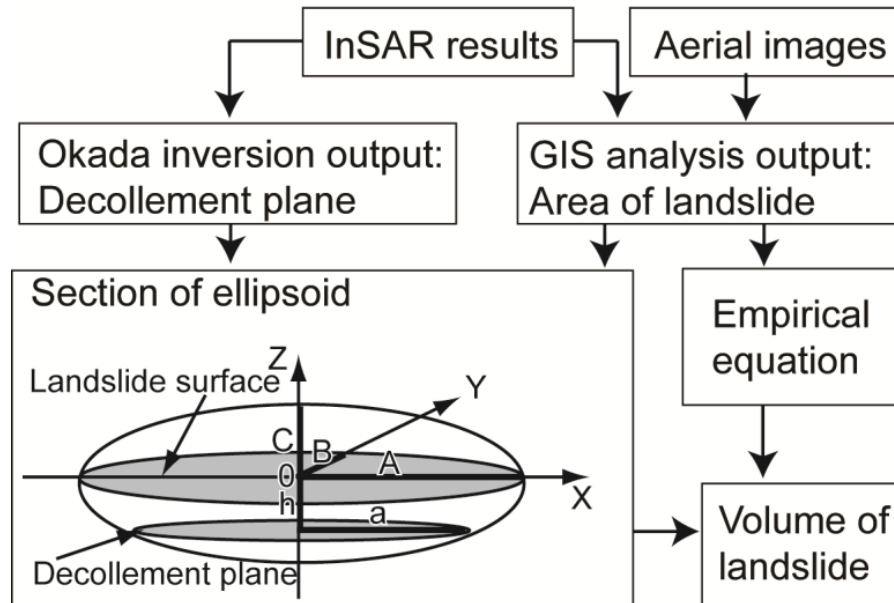 InSAR results
Aerial images
Okada inversion output:
Decollement plane
GIS analysis output:
Area of landslide
Section of ellipsoid
Z
Landslide surface
Y
C
B
A
0
X
h
a
Decollement plane
Empirical
equation
Volume of
landslide